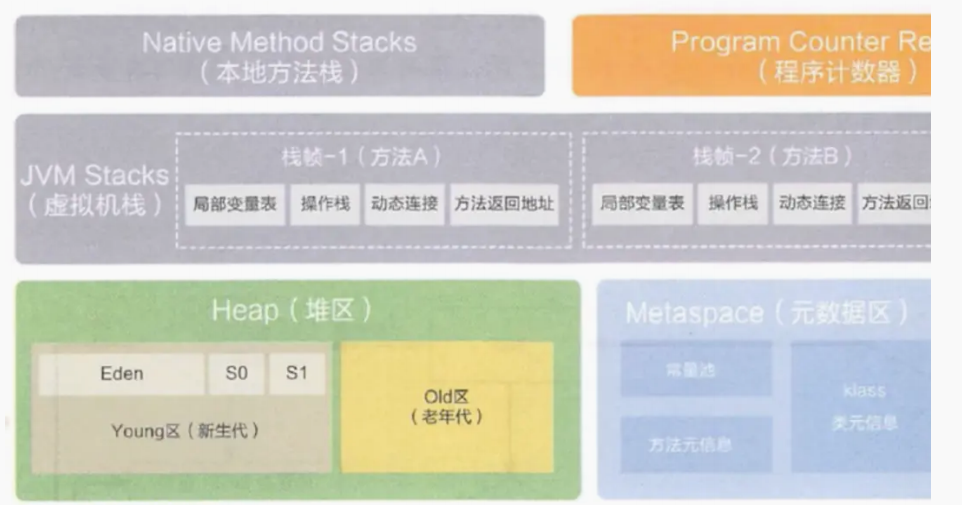 Native Method Stacks
（本地方法栈）
Program Counter Re
（程序计数器）
JVM Stacks
（虚拟机栈）
栈帧-1（方法A）
局部变量表 操作栈 动态连接 方法返回地址
栈帧-2（方法B）
局部变量表 操作栈 动态连接 方法返回
Heap（堆区）
Eden S0 S1
Young区（新生代）
Old区
（老年代）
Metaspace（元数据区）
常量池
方法元信息
klass
类元信息